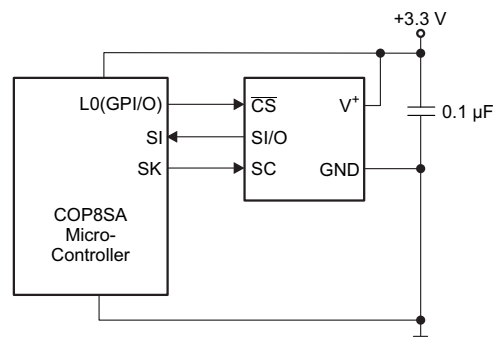 +3.3 V
L0(GPI/O)
CS
V+
SI
SI/O
0.1 µF
SK
SC
GND
COP8SA
Micro-
Controller